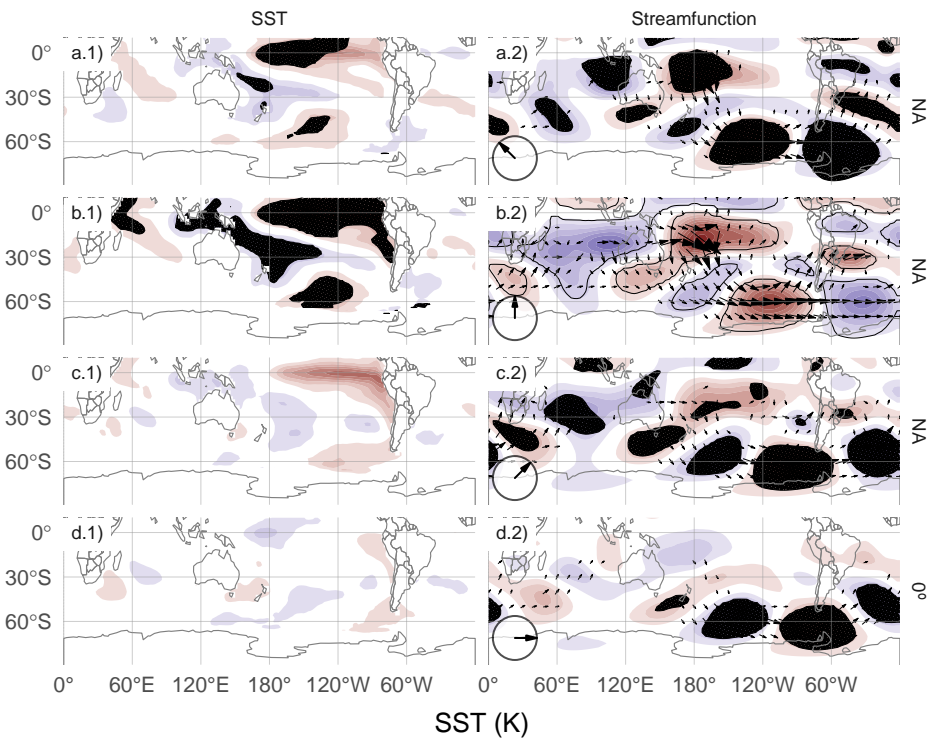 SST Streamfunction
a.1) a.2)
0°
30°S
60°S
NA
b.1) b.2)
0°
30°S
60°S
NA
c.1) c.2)
0°
30°S
60°S
NA
d.1) d.2)
0°
30°S
60°S
0º
0° 60°E 120°E 180° 120°W 60°W 0° 60°E 120°E 180° 120°W 60°W
SST (K)